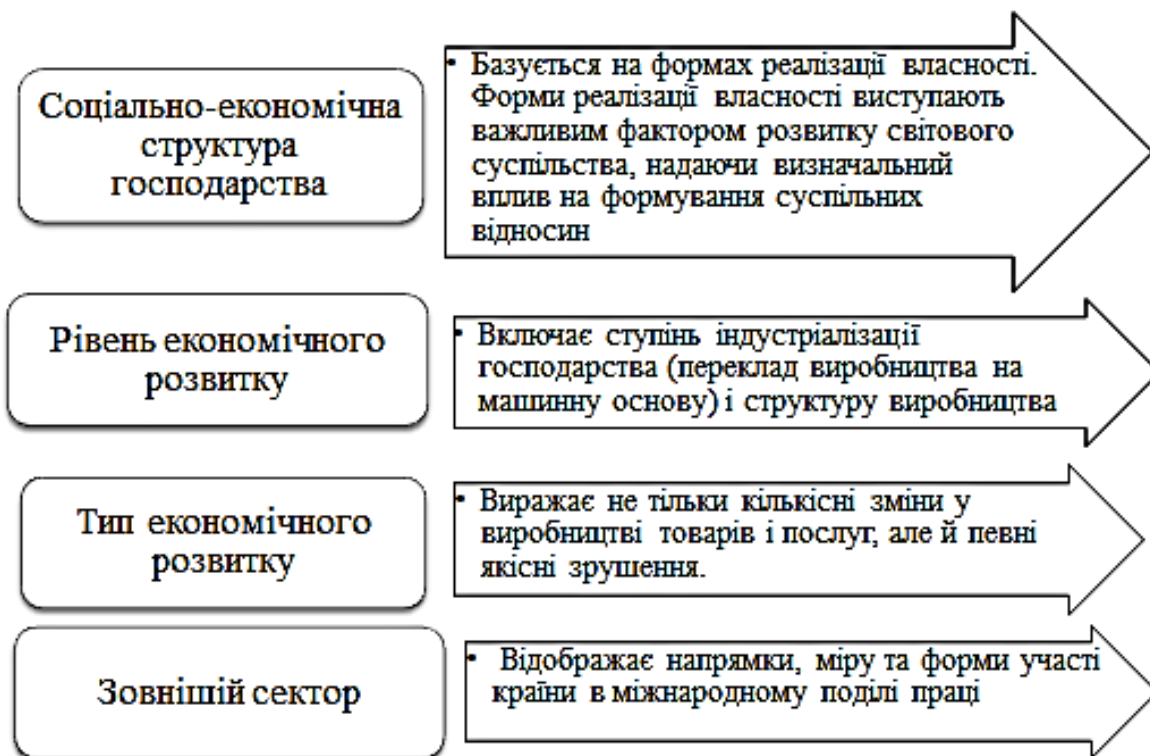 Соціально-економічна
структура
господарства
• Базується на формах реалізації власності.
Форми реалізації власності виступають
важливим фактором розвитку світового
суспільства, надаючи визначальний
вплив на формування суспільних
відносин
Рівень економічного
розвитку
• Включає ступінь індустріалізації
господарства (переклад виробництва на
машинну основу) і структуру виробництва
Тип економічного
розвитку
• Виражає не тільки кількісні зміни у
виробництві товарів і послуг, але й певні
якісні зрушення.
Зовнішій сектор
• Відображає напрямки, міру та форми участі
країни в міжнародному поділі праці